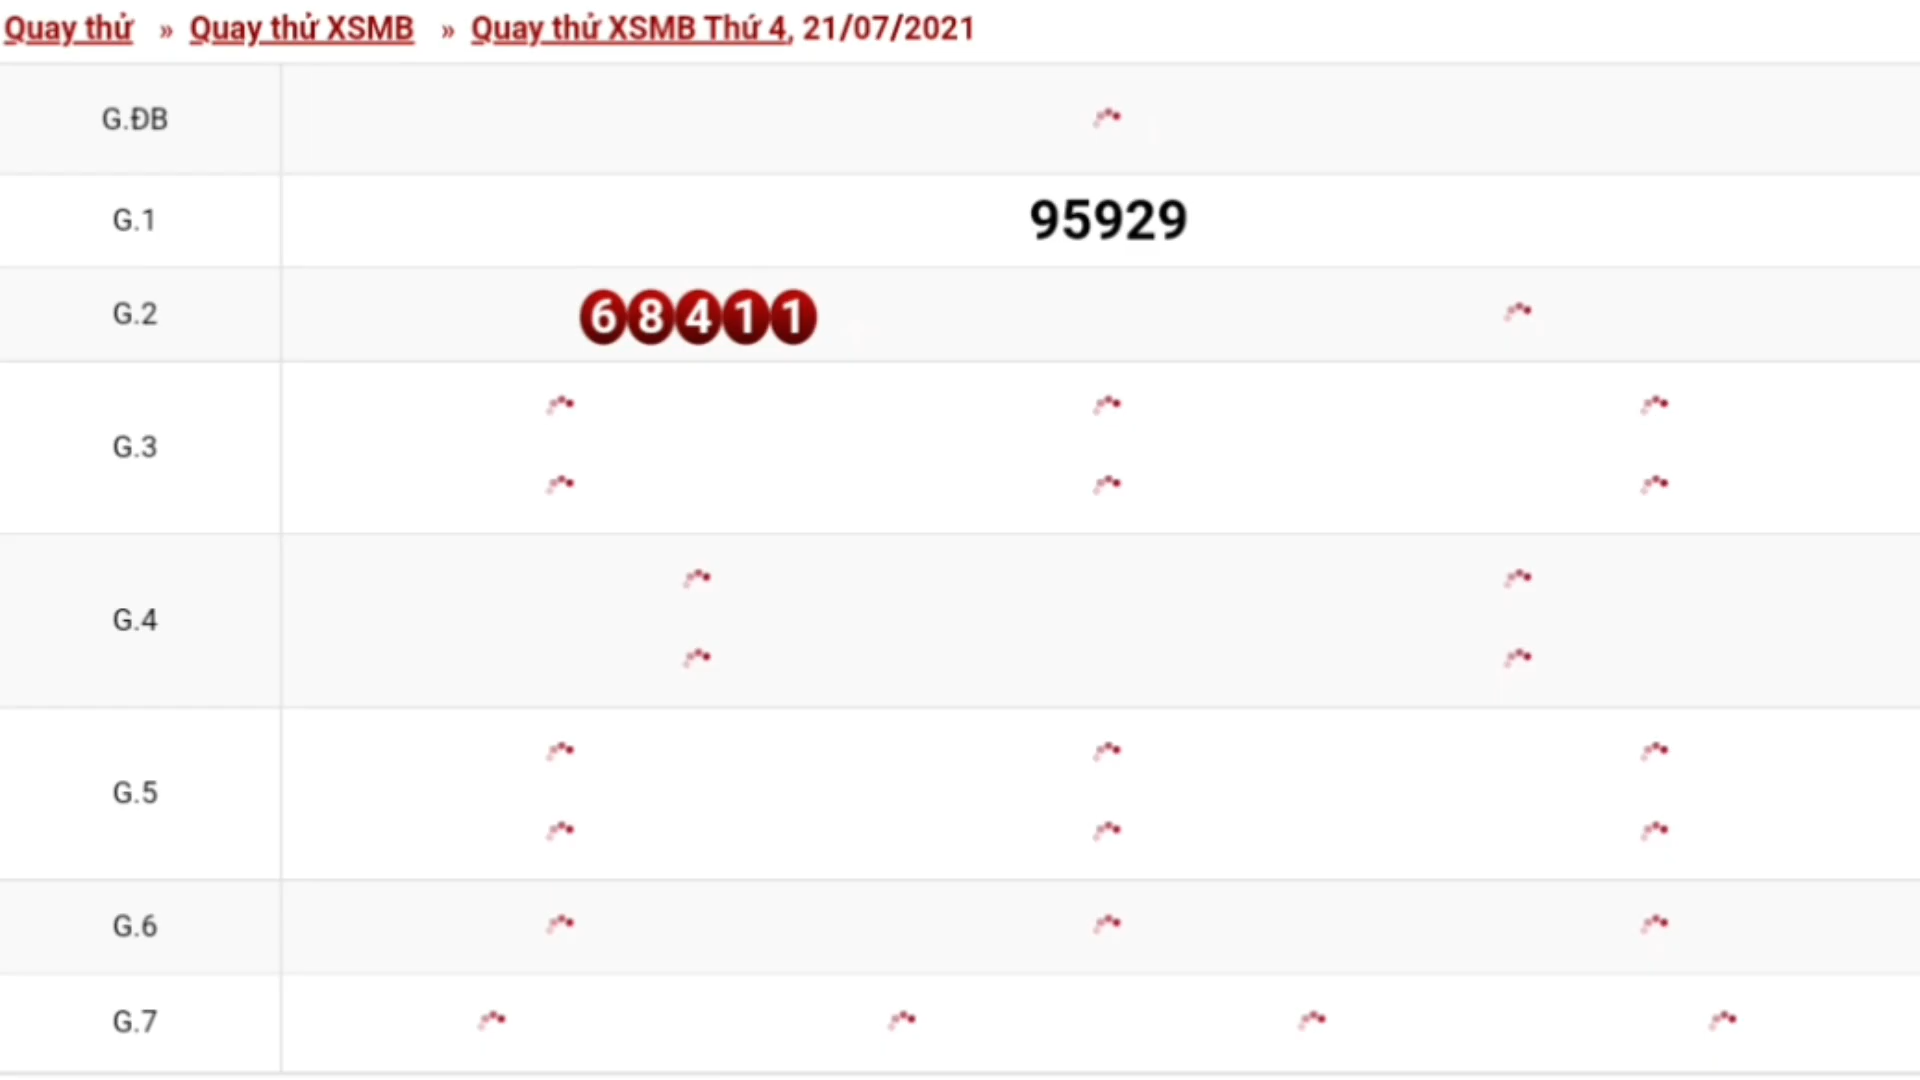 Quay thử » Quay thử XSMB » Quay thử XSMB Thứ 4, 21/07/2021
G.ĐB
G.1 95929
G.2 68411
G.3
G.4
G.5
G.6
G.7